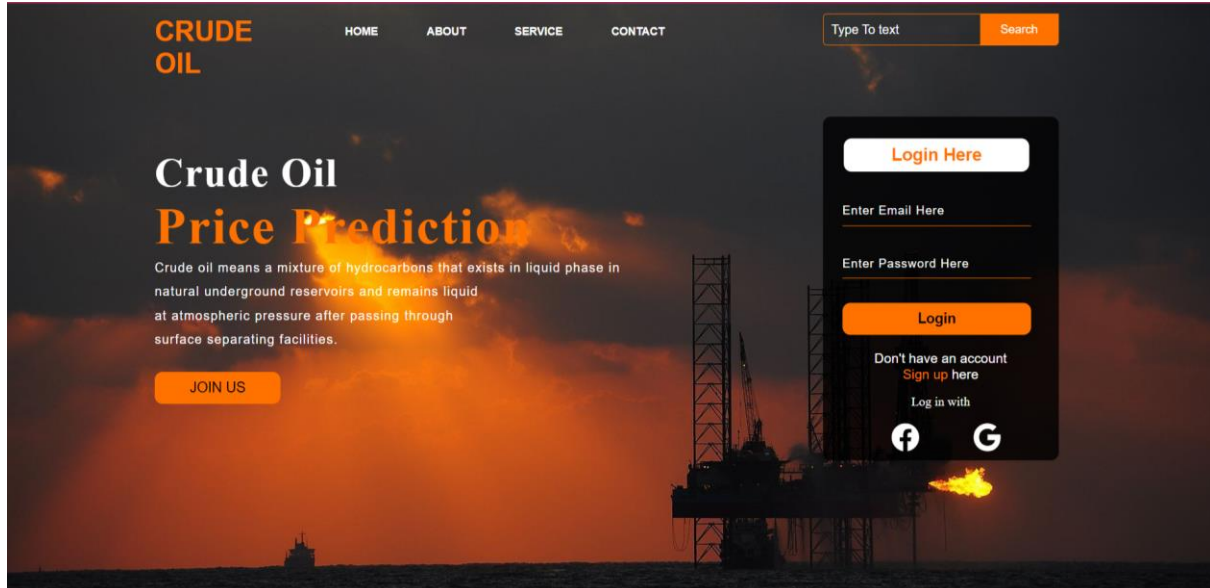 CRUDE
OIL
HOME ABOUT SERVICE CONTACT
Type To text Search
Crude Oil
Price Prediction
Crude oil means a mixture of hydrocarbons that exists in liquid phase in
natural underground reservoirs and remains liquid
at atmospheric pressure after passing through
surface separating facilities.
JOIN US
Login Here
Enter Email Here
Enter Password Here
Login
Don't have an account
Sign up here
Log in with